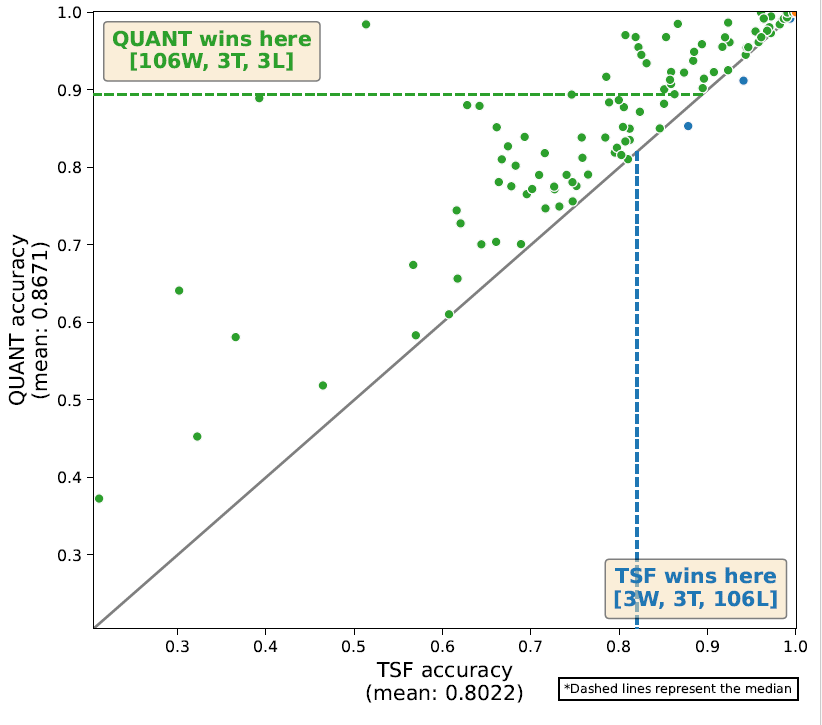 QUANT wins here
[106W, 3T, 3L]
1.0
0.9
0.8
0.7
0.6
0.5
0.4
0.3
QUANT accuracy
(mean: 0.8671)
TSF wins here
[3W, 3T, 106L]
0.3 0.4 0.5 0.6 0.7 0.8 0.9 1.0
TSF accuracy
(mean: 0.8022)
*Dashed lines represent the median